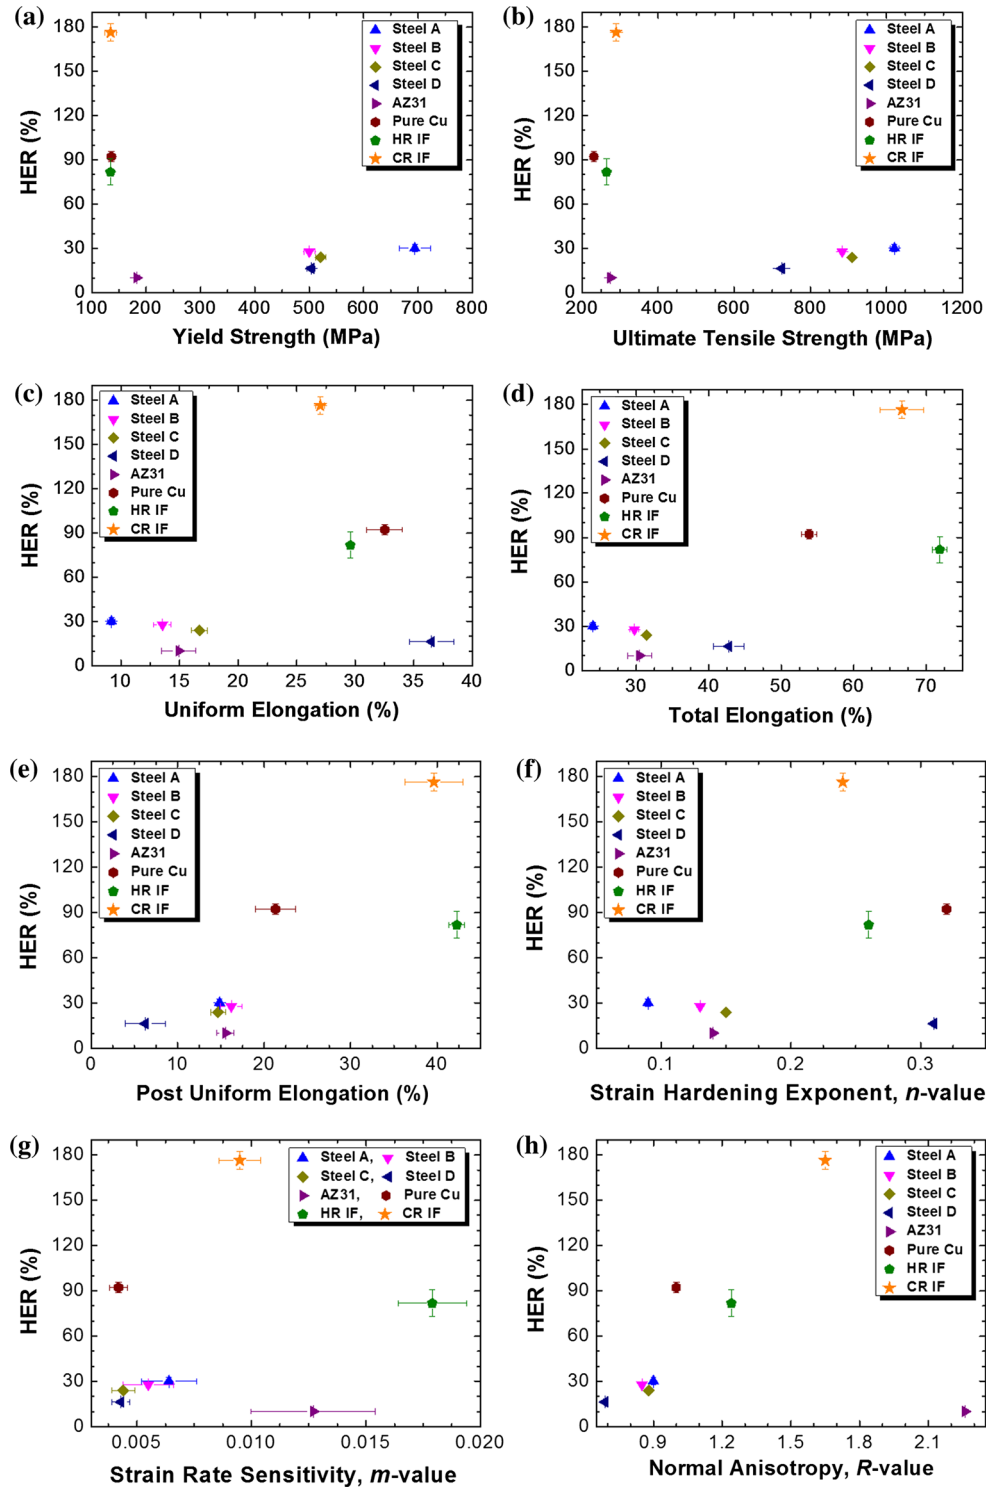 (a)
180
150
120
90
60
30
0
HER (%)
Steel A
Steel B
Steel C
Steel D
AZ31
Pure Cu
HR IF
CR IF
100 200 300 400 500 600 700 800
Yield Strength (MPa)
(b)
180
150
120
90
60
30
0
HER (%)
Steel A
Steel B
Steel C
Steel D
AZ31
Pure Cu
HR IF
CR IF
200 400 600 800 1000 1200
Ultimate Tensile Strength (MPa)
(c)
180
150
120
90
60
30
0
HER (%)
Steel A
Steel B
Steel C
Steel D
AZ31
Pure Cu
HR IF
CR IF
10 15 20 25 30 35 40
Uniform Elongation (%)
(d)
180
150
120
90
60
30
0
HER (%)
Steel A
Steel B
Steel C
Steel D
AZ31
Pure Cu
HR IF
CR IF
30 40 50 60 70
Total Elongation (%)
(e)
180
150
120
90
60
30
0
HER (%)
Steel A
Steel B
Steel C
Steel D
AZ31
Pure Cu
HR IF
CR IF
0 10 20 30 40
Post Uniform Elongation (%)
(f)
180
150
120
90
60
30
0
HER (%)
Steel A
Steel B
Steel C
Steel D
AZ31
Pure Cu
HR IF
CR IF
0.1 0.2 0.3
Strain Hardening Exponent, n-value
(g)
180
150
120
90
60
30
0
HER (%)
Steel A, Steel B
Steel C, Steel D
AZ31, Pure Cu
HR IF, CR IF
0.005 0.010 0.015 0.020
Strain Rate Sensitivity, m-value
(h)
180
150
120
90
60
30
0
HER (%)
Steel A
Steel B
Steel C
Steel D
AZ31
Pure Cu
HR IF
CR IF
0.9 1.2 1.5 1.8 2.1
Normal Anisotropy, R-value